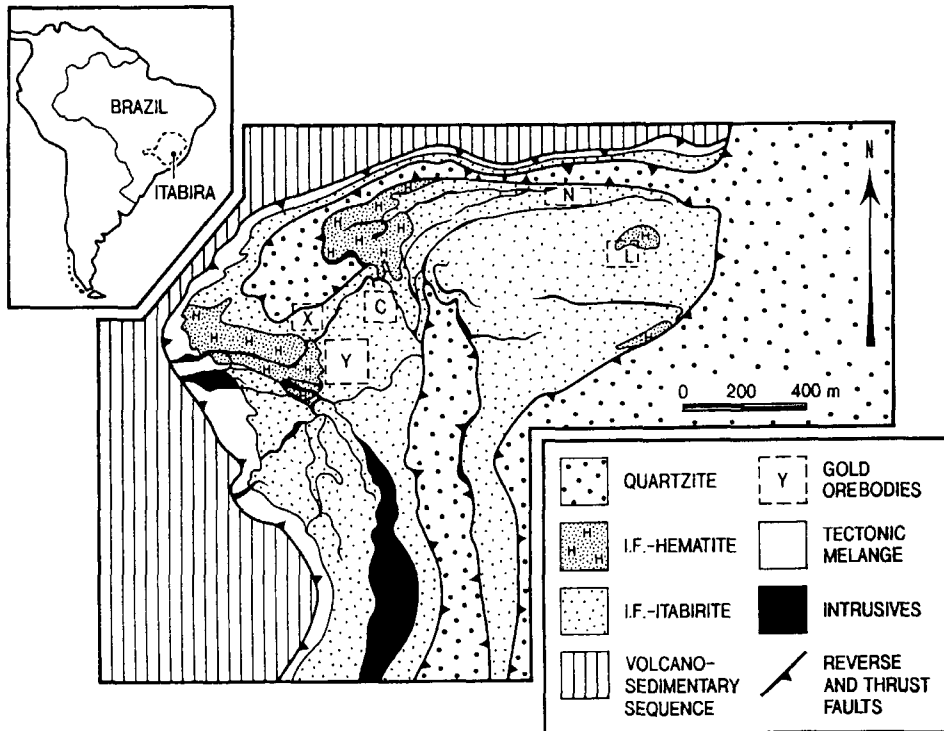 BRAZIL
ITABIRA
N
H
H
N
H
H
H
H
H
H
L
X
C
H
H
H
H
Y
H
0 200 400 m
QUARTZITE
Y
GOLD
OREBODIES
H
H
H
I.F.-HEMATITE
TECTONIC
MELANGE
I.F.-ITABIRITE
INTRUSIVES
VOLCANO-
SEDIMENTARY
SEQUENCE
REVERSE
AND THRUST
FAULTS